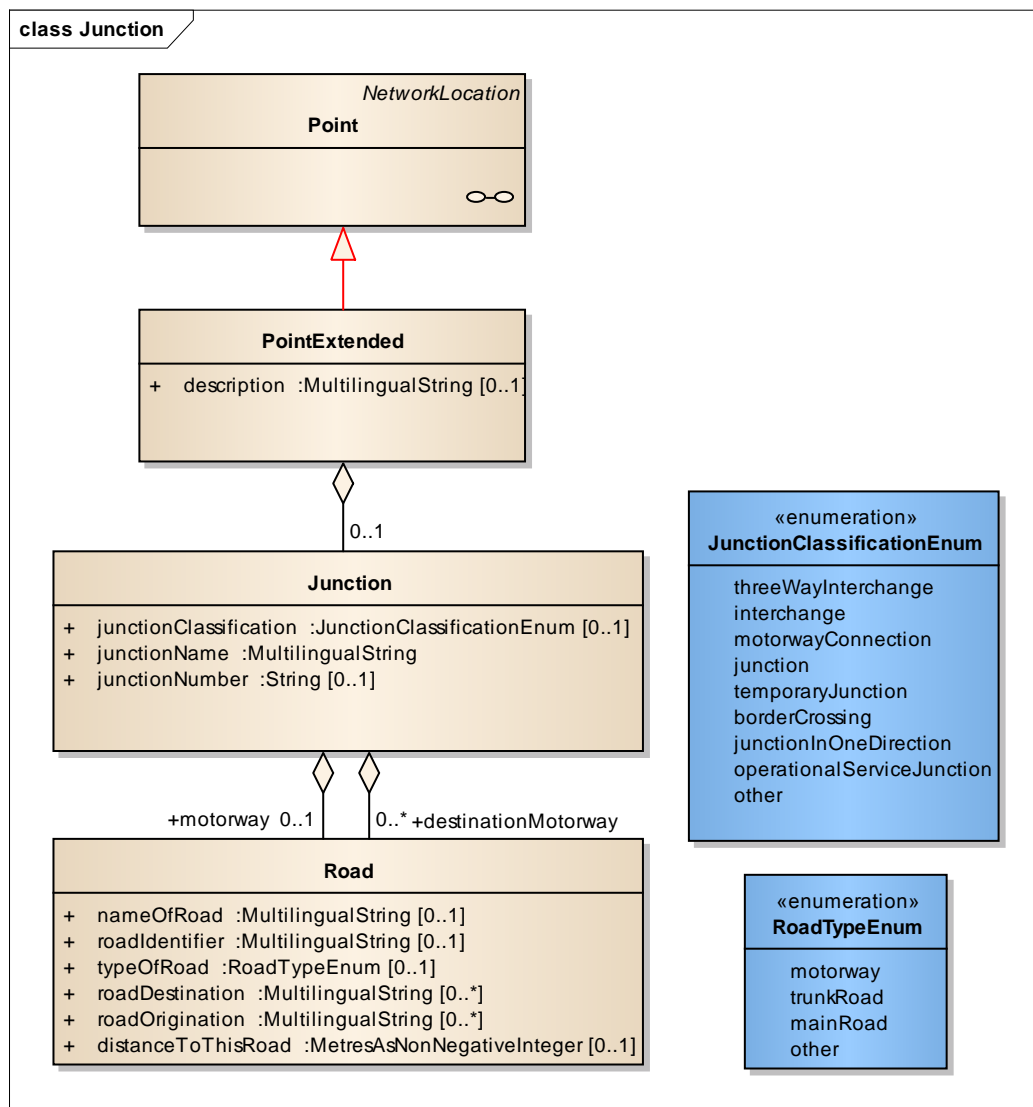 class Junction
NetworkLocation
Point
PointExtended
+ description :MultilingualString [0..1]
0..1
Junction
+ junctionClassification :JunctionClassificationEnum [0..1]
+ junctionName :MultilingualString
+ junctionNumber :String [0..1]
+motorway 0..1
0..* +destinationMotorway
Road
+ nameOfRoad :MultilingualString [0..1]
+ roadIdentifier :MultilingualString [0..1]
+ typeOfRoad :RoadTypeEnum [0..1]
+ roadDestination :MultilingualString [0..*]
+ roadOrigination :MultilingualString [0..*]
+ distanceToThisRoad :MetresAsNonNegativeInteger [0..1]
«enumeration»
JunctionClassificationEnum
threeWayInterchange
interchange
motorwayConnection
junction
temporaryJunction
borderCrossing
junctionInOneDirection
operationalServiceJunction
other
«enumeration»
RoadTypeEnum
motorway
trunkRoad
mainRoad
other